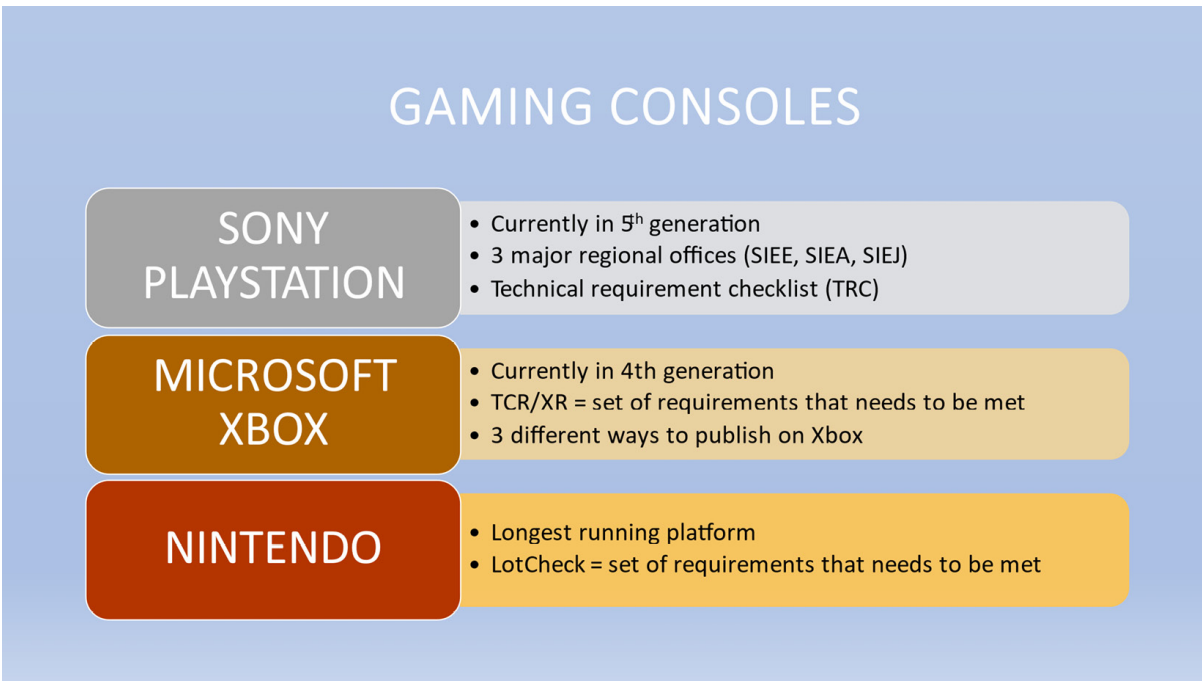 GAMING CONSOLES
SONY
PLAYSTATION
• Currently in 5th generation
• 3 major regional offices (SIEE, SIEA, SIEJ)
• Technical requirement checklist (TRC)
MICROSOFT
XBOX
• Currently in 4th generation
• TCR/XR = set of requirements that needs to be met
• 3 different ways to publish on Xbox
NINTENDO
• Longest running platform
• LotCheck = set of requirements that needs to be met